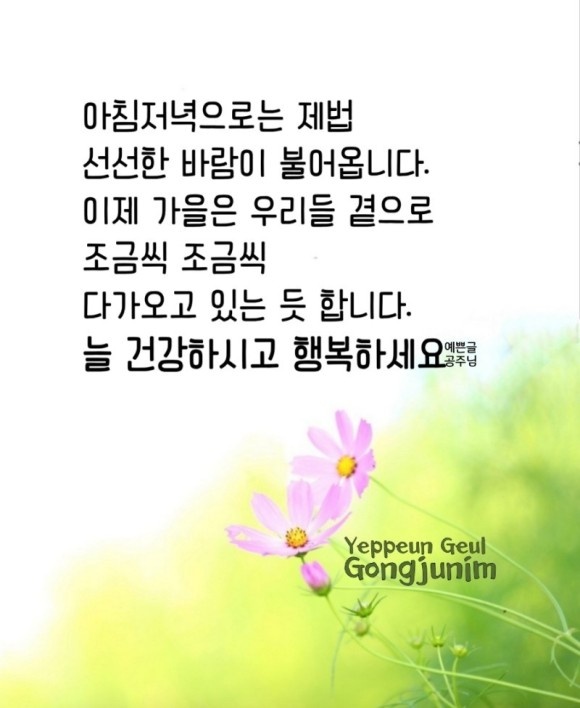 아침저녁으로는 제법
선선한 바람이 불어옵니다.
이제 가을은 우리들 곁으로
조금씩 조금씩
다가오고 있는 듯 합니다.
늘 건강하시고 행복하세요
예쁜글
공주님
Yeppeun Geul
Gongjunim